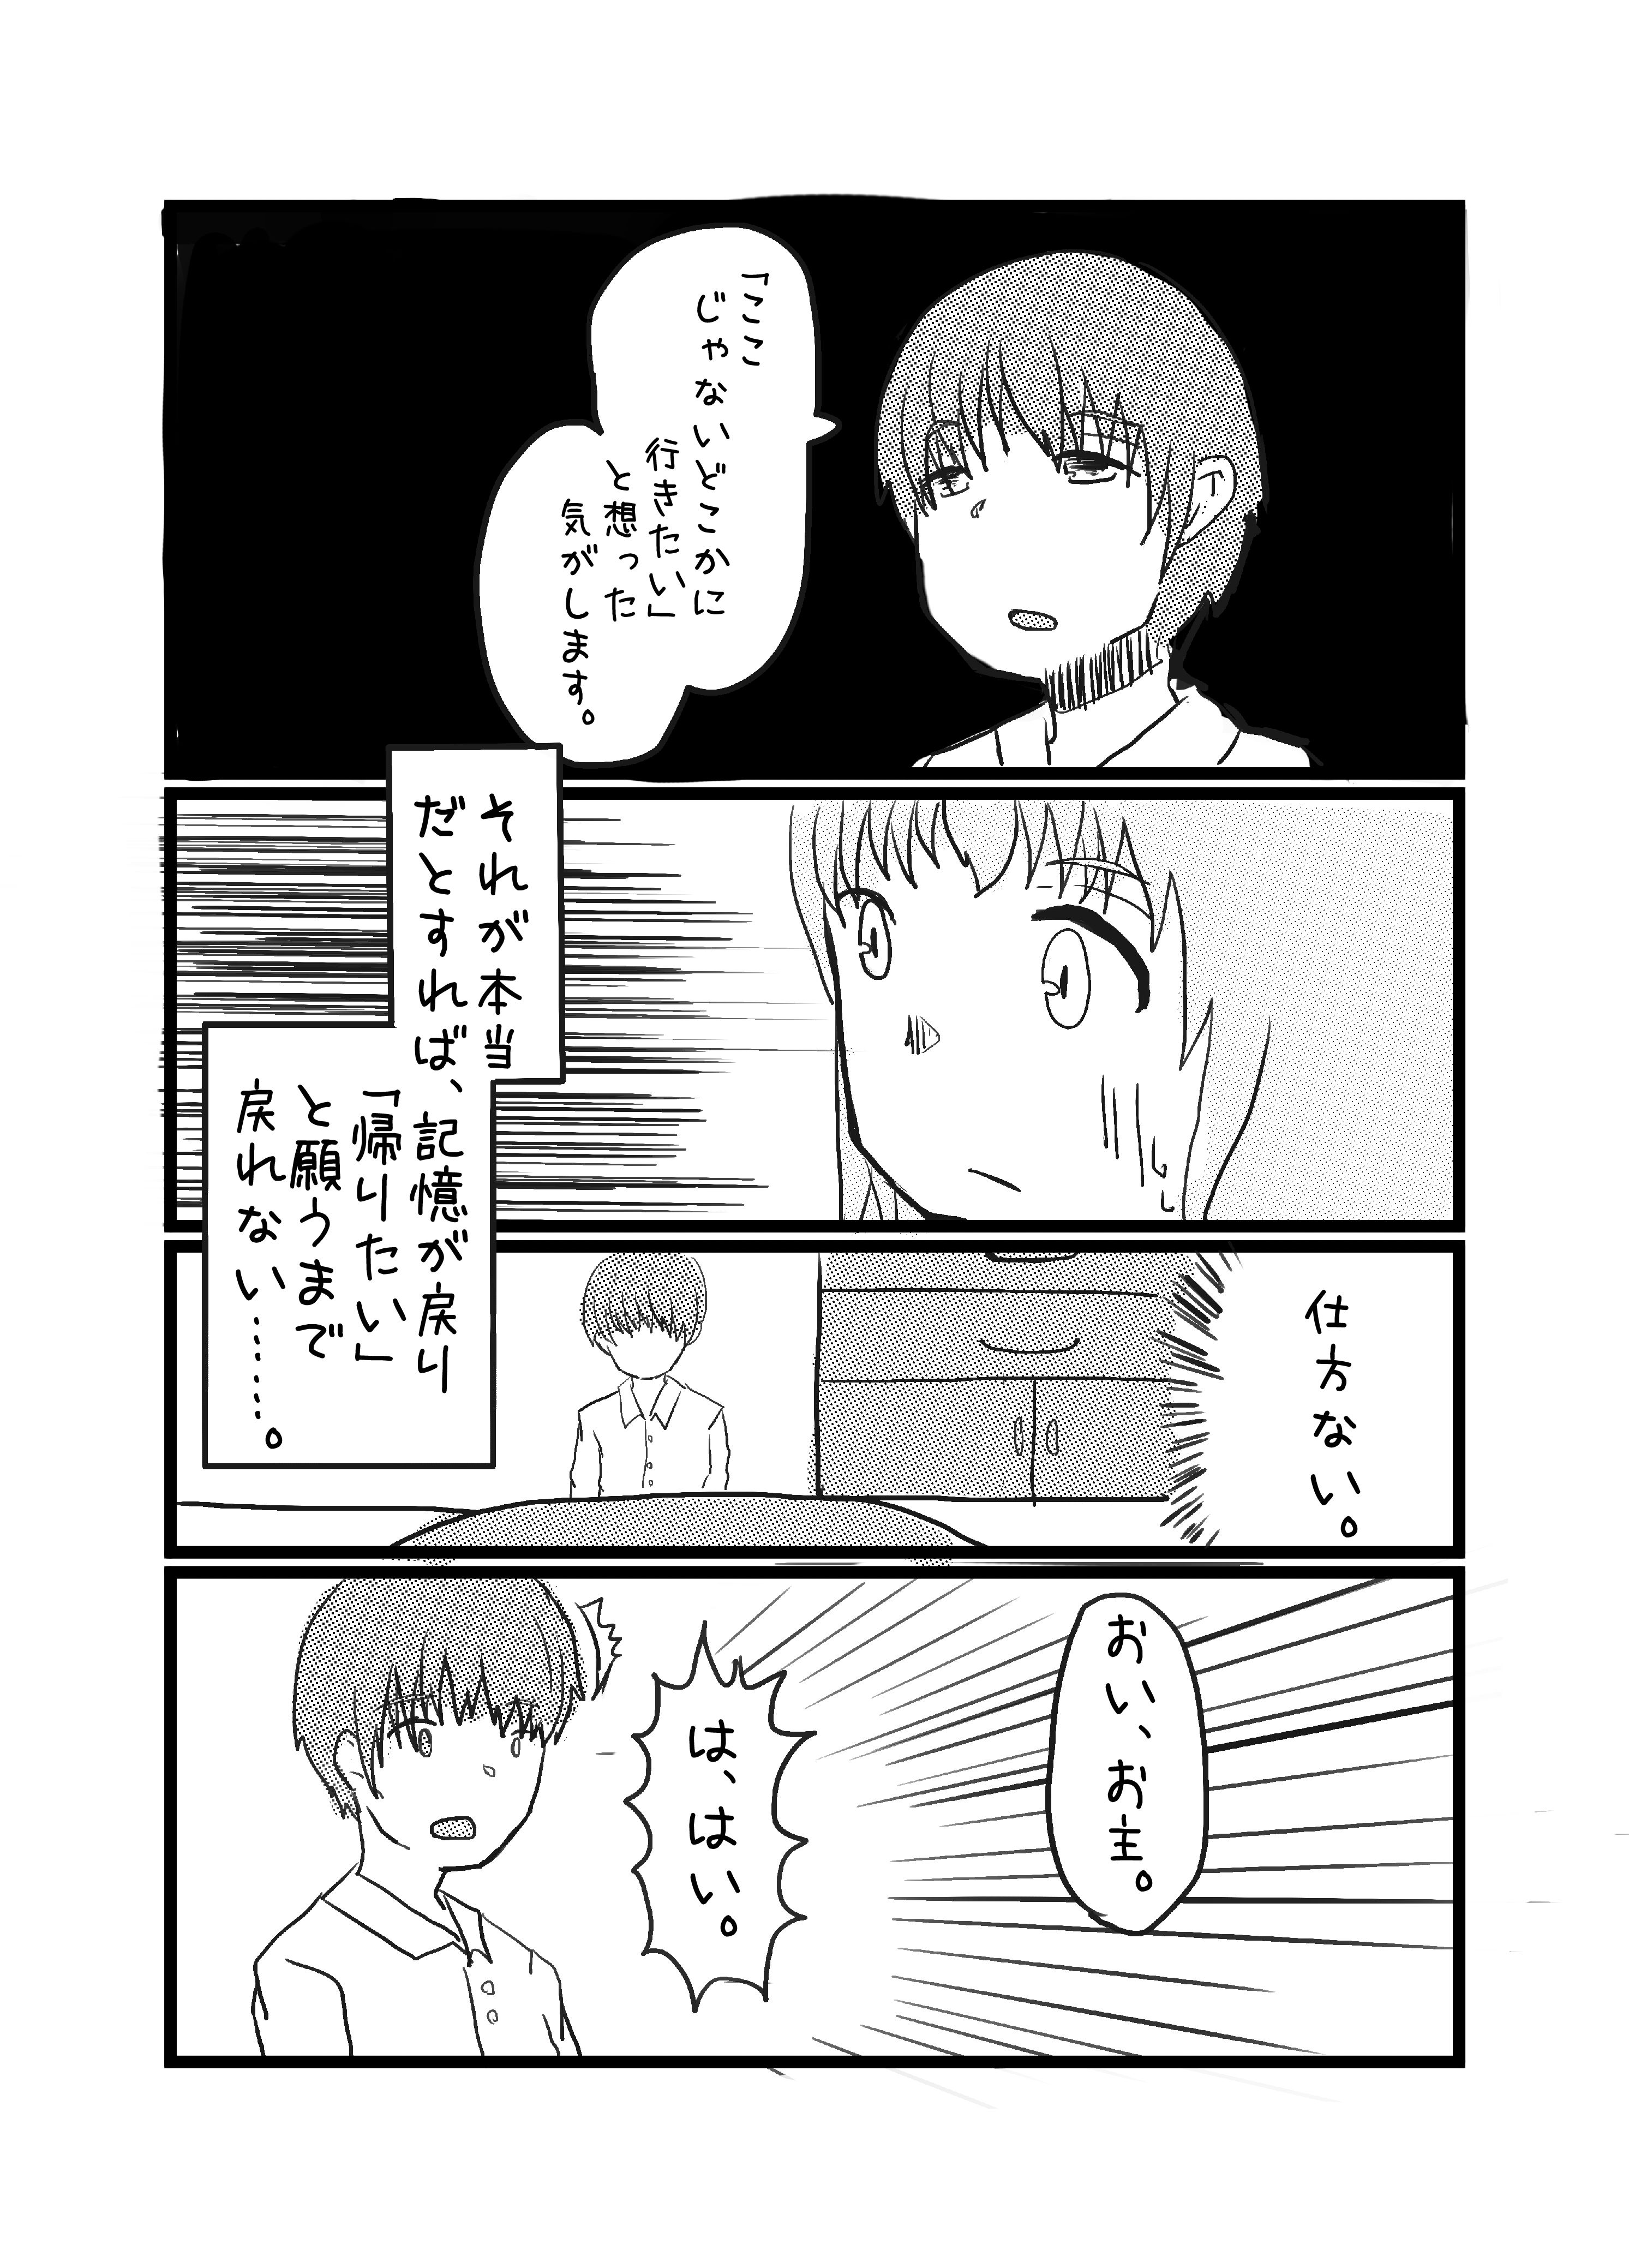 「ここ
じゃないどこかに
行きたい」
と想った
気がします。
それが本当
だとすれば、
記憶が戻り
「帰りたい」
と願うまで
戻れない……。
仕方ない。
おい、お主。
は、はい。